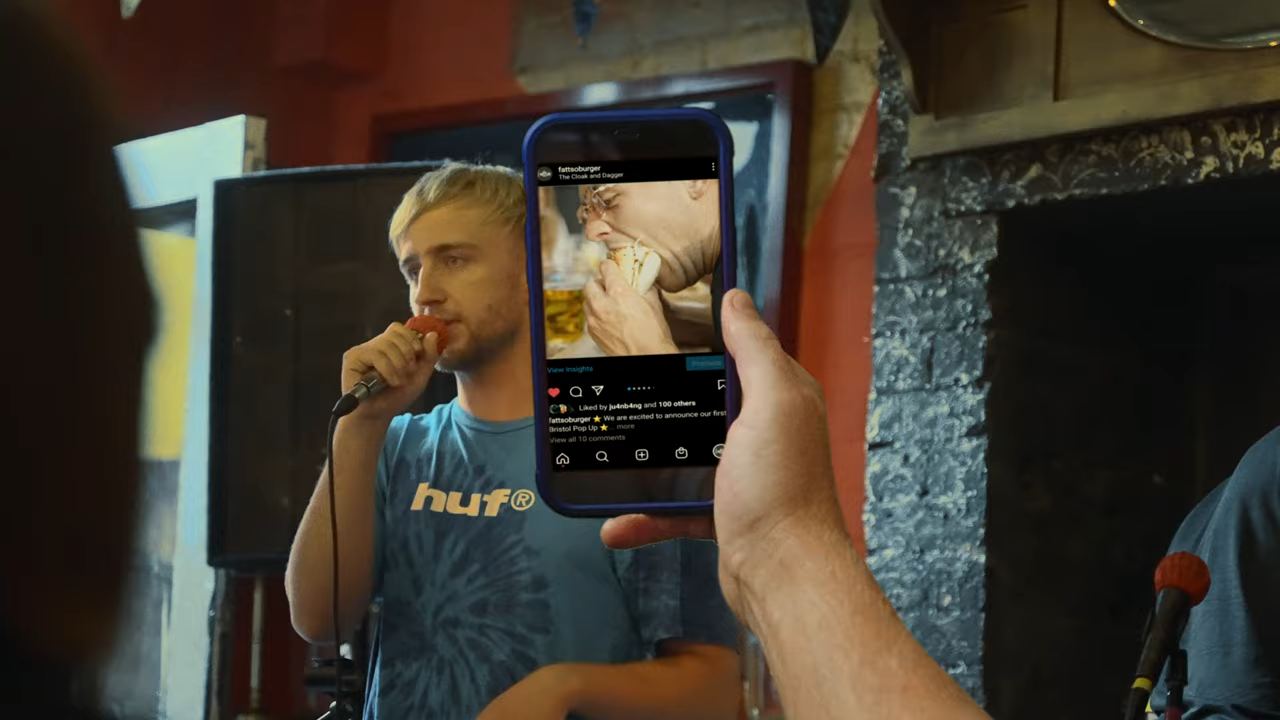 fattsoburger
The Cloak and Dagger
View Insights
Promote
Liked by ju4nb4ng and 100 others
fattsoburger ⭐ We are excited to announce our first
Bristol Pop Up ⭐ ... more
View all 10 comments
huf®